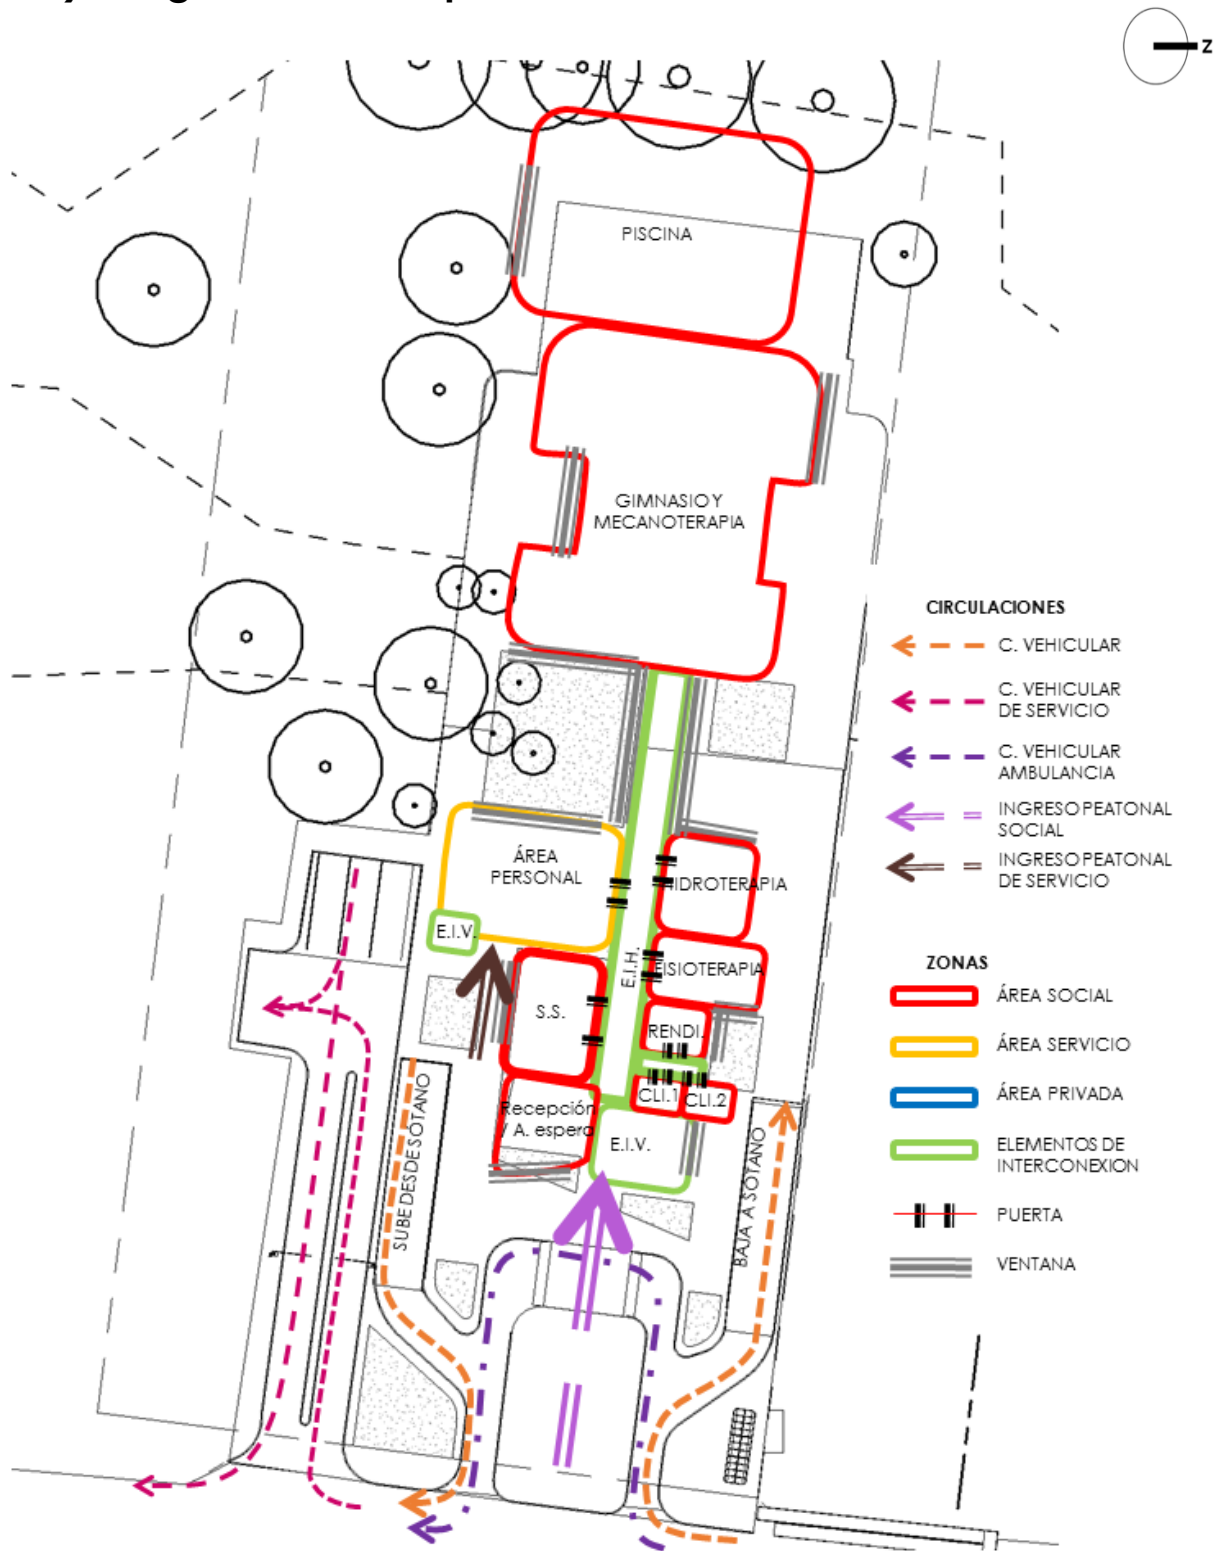 Z
PISCINA
GIMNASIO Y
MECANOTERAPIA
CIRCULACIONES
C. VEHICULAR
C. VEHICULAR
DE SERVICIO
C. VEHICULAR
AMBULANCIA
INGRESO PEATONAL
SOCIAL
INGRESO PEATONAL
DE SERVICIO
ÁREA
PERSONAL
HIDROTERAPIA
E.I.V.
E.I.H.
FISIOTERAPIA
S.S.
RENDI.
CLI.1
CLI.2
Recepción
/ A. espera
E.I.V.
SUBE DESDE SOTANO
BAJA A SOTANO
ZONAS
ÁREA SOCIAL
ÁREA SERVICIO
ÁREA PRIVADA
ELEMENTOS DE
INTERCONEXION
PUERTA
VENTANA